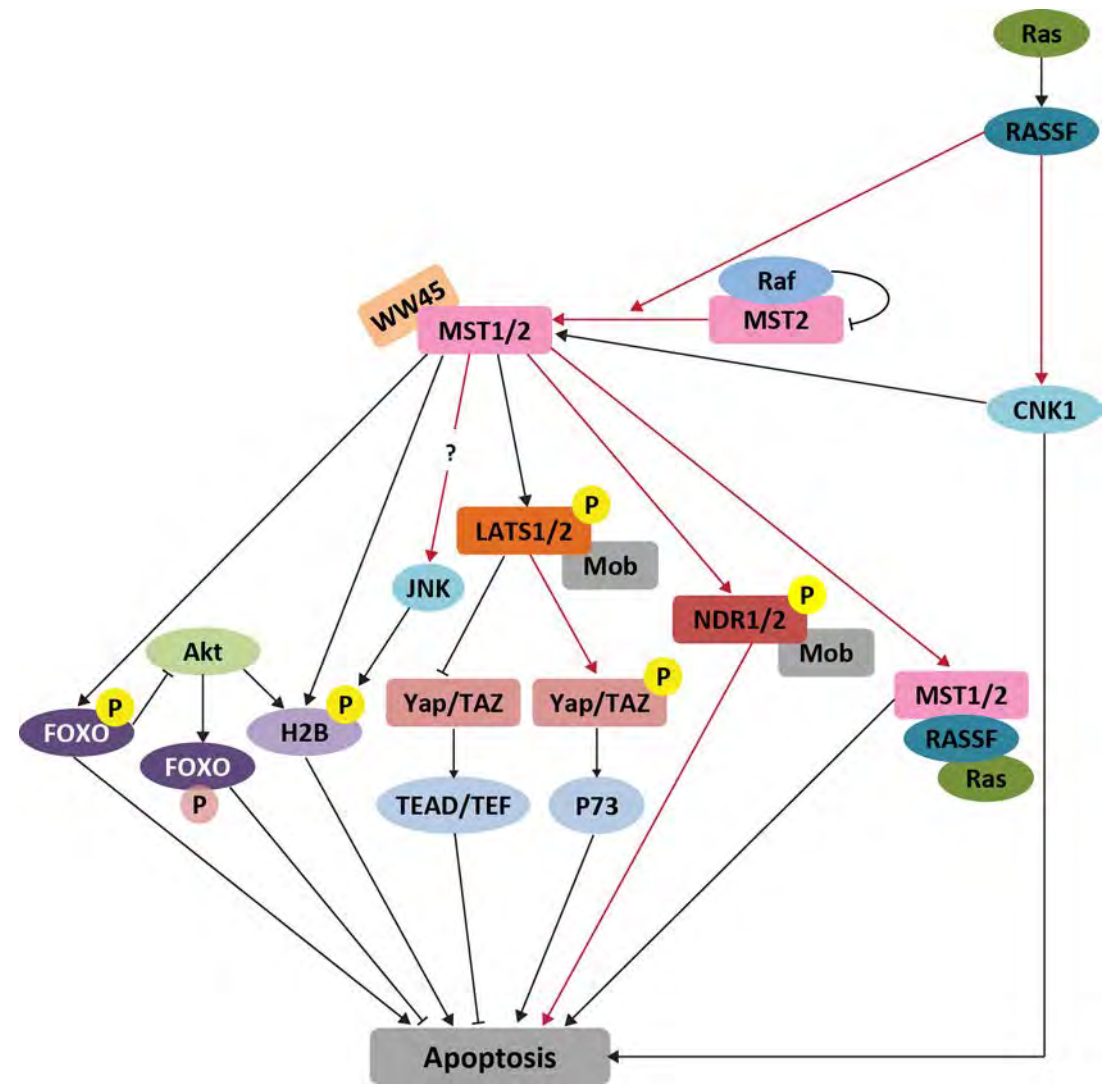 Ras
RASSF
Raf
WW45
MST1/2
MST2
CNK1
?
P
LATS1/2
Mob
JNK
P
NDR1/2
Mob
Akt
P
Yap/TAZ
Yap/TAZ
P
P
MST1/2
FOXO
H2B
RASSF
FOXO
Ras
P
TEAD/TEF
P73
Apoptosis